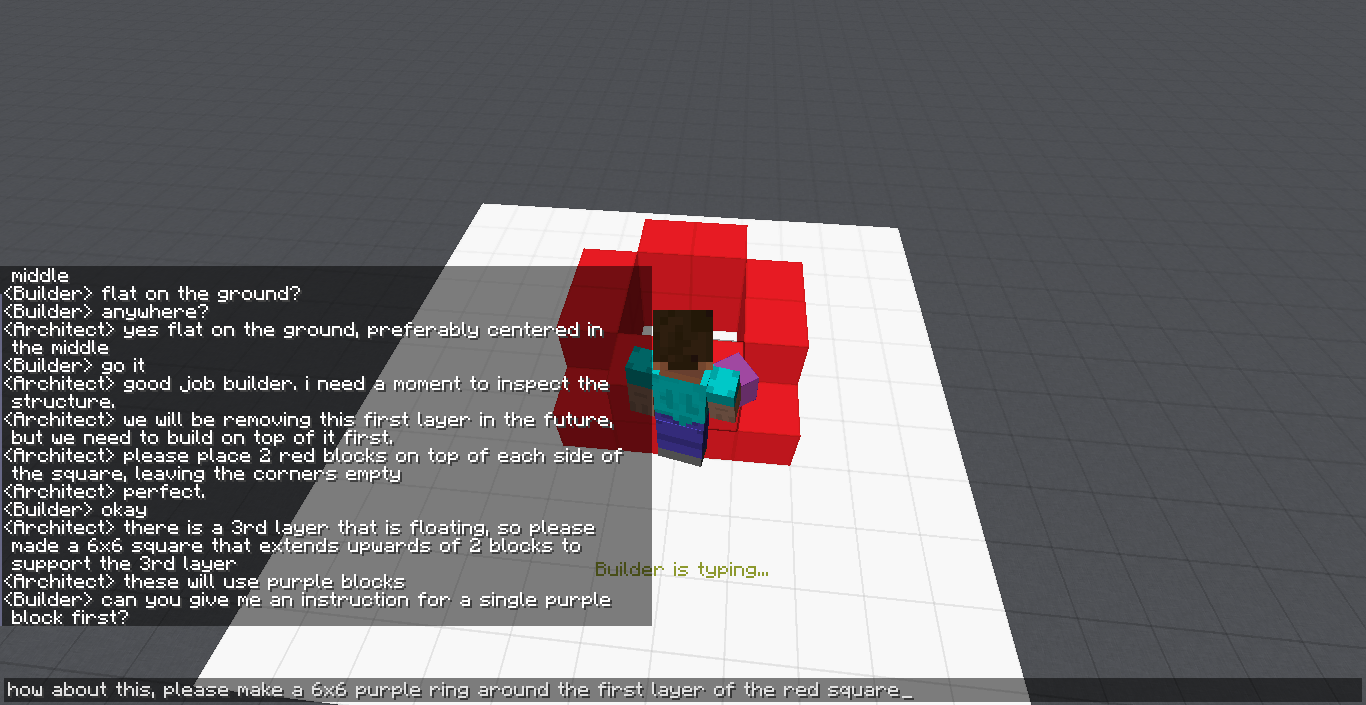 middle
<Builder> flat on the ground?
<Builder> anywhere?
<Architect> yes flat on the ground, preferably centered in
the middle
<Builder> go it
<Architect> good job builder. i need a moment to inspect the
structure.
<Architect> we will be removing this first layer in the future,
but we need to build on top of it first.
<Architect> please place 2 red blocks on top of each side of
the square, leaving the corners empty
<Architect> perfect.
<Builder> okay
<Architect> there is a 3rd layer that is floating, so please
made a 6x6 square that extends upwards of 2 blocks to
support the 3rd layer
<Architect> these will use purple blocks
<Builder> can you give me an instruction for a single purple
block first?
Builder is typing...
how about this, please make a 6x6 purple ring around the first layer of the red square_